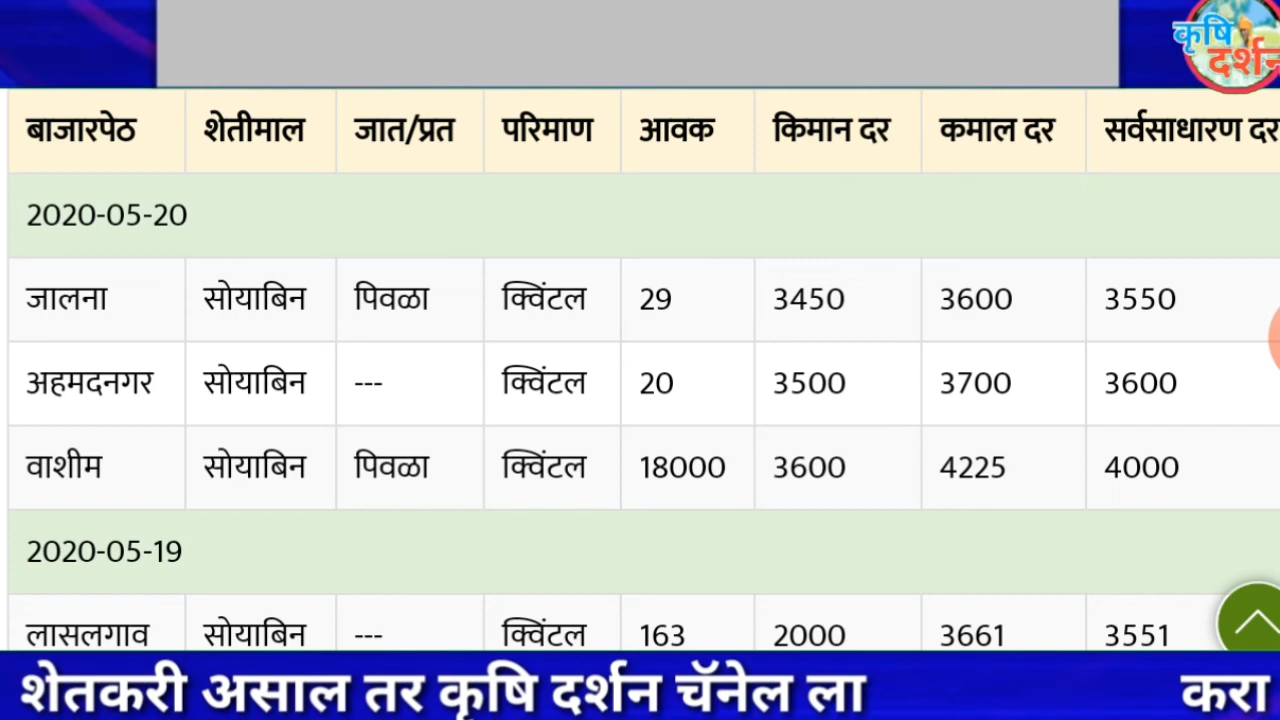 कृषि
दर्शन
बाजारपेठ शेतीमाल जात/प्रत परिमाण आवक किमान दर कमाल दर सर्वसाधारण दर
2020-05-20
जालना सोयाबिन पिवळा क्विंटल 29 3450 3600 3550
अहमदनगर सोयाबिन --- क्विंटल 20 3500 3700 3600
वाशीम सोयाबिन पिवळा क्विंटल 18000 3600 4225 4000
2020-05-19
लासलगाव सोयाबिन --- क्विंटल 163 2000 3661 3551
शेतकरी असाल तर कृषि दर्शन चॅनेल ला करा